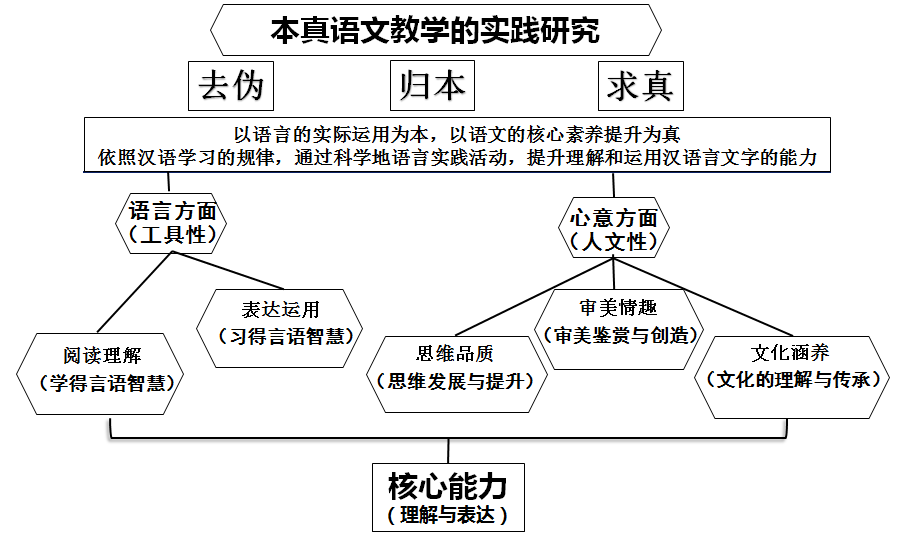 本真语文教学的实践研究
去伪
归本
求真
以语言的实际运用为本，以语文的核心素养提升为真
依照汉语学习的规律，通过科学地语言实践活动，提升理解和运用汉语言文字的能力
语言方面
（工具性）
心意方面
（人文性）
表达运用
（习得言语智慧）
审美情趣
（审美鉴赏与创造）
阅读理解
（学得言语智慧）
思维品质
（思维发展与提升）
文化涵养
（文化的理解与传承）
核心能力
（理解与表达）